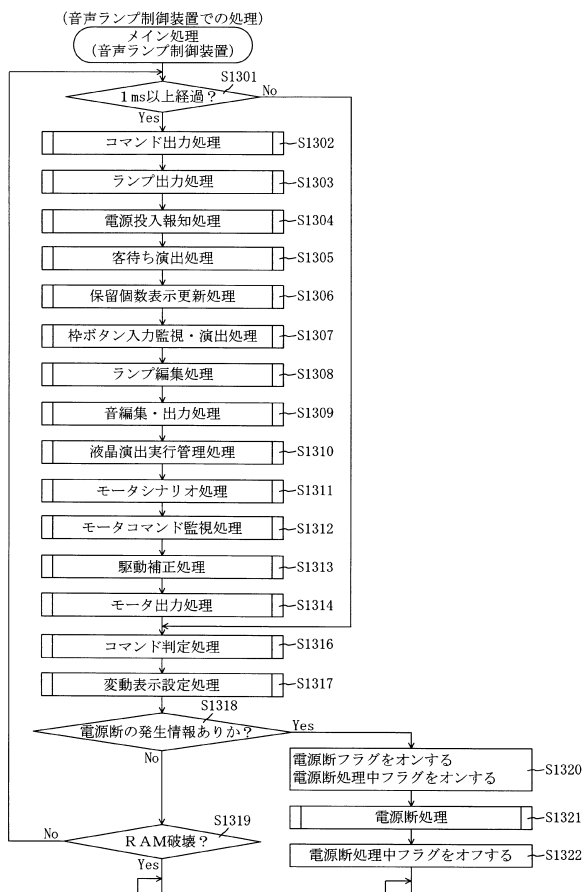 (音声ランプ制御装置での処理)
メイン処理
(音声ランプ制御装置)
S1301
1ms以上経過？
No
Yes
コマンド出力処理
S1302
ランプ出力処理
S1303
電源投入報知処理
S1304
客待ち演出処理
S1305
保留個数表示更新処理
S1306
枠ボタン入力監視・演出処理
S1307
ランプ編集処理
S1308
音編集・出力処理
S1309
液晶演出実行管理処理
S1310
モータシナリオ処理
S1311
モータコマンド監視処理
S1312
駆動補正処理
S1313
モータ出力処理
S1314
コマンド判定処理
S1316
変動表示設定処理
S1317
S1318
電源断の発生情報ありか？
Yes
No
電源断フラグをオンする
電源断処理中フラグをオンする
S1320
電源断処理
S1321
電源断処理中フラグをオフする
S1322
S1319
RAM破壊？
No
Yes